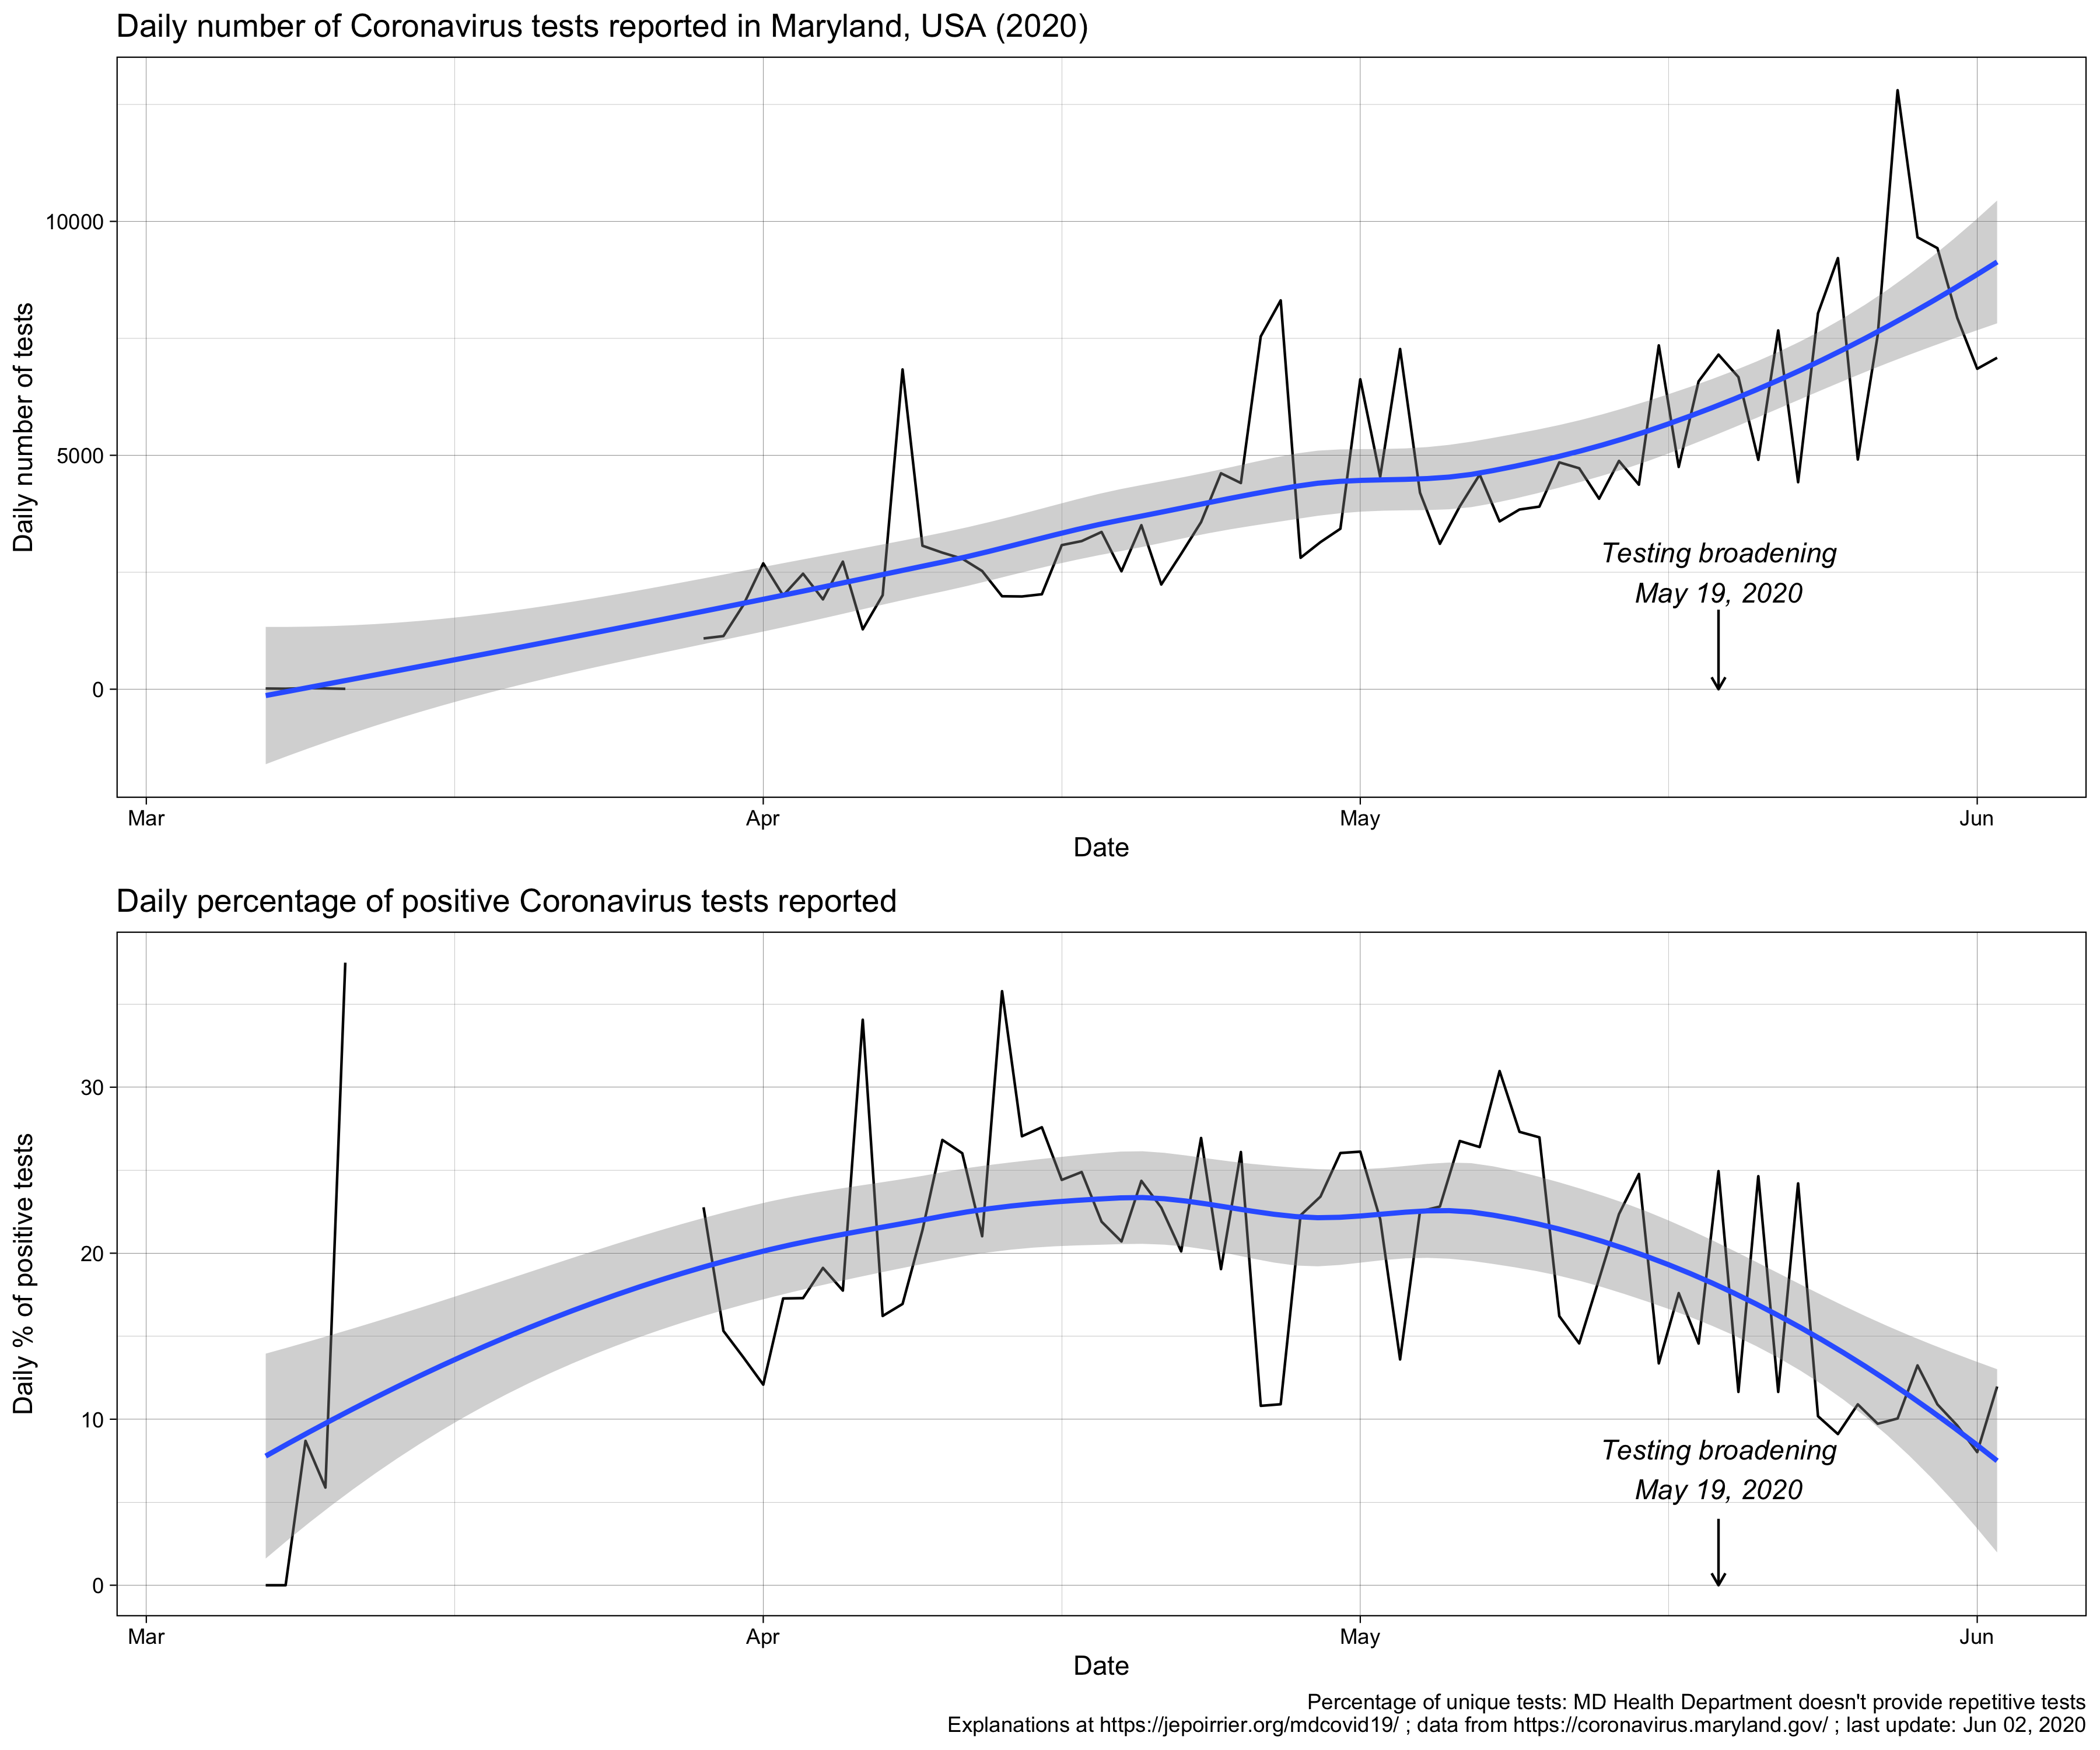 Daily number of Coronavirus tests reported in Maryland, USA (2020)
Daily number of tests
10000
5000
0
Testing broadening
May 19, 2020
Mar
Apr
May
Jun
Date
Daily percentage of positive Coronavirus tests reported
Daily % of positive tests
30
20
10
0
Testing broadening
May 19, 2020
Mar
Apr
May
Jun
Date
Percentage of unique tests: MD Health Department doesn't provide repetitive tests
Explanations at https://jepoirrier.org/mdcovid19/ ; data from https://coronavirus.maryland.gov/ ; last update: Jun 02, 2020